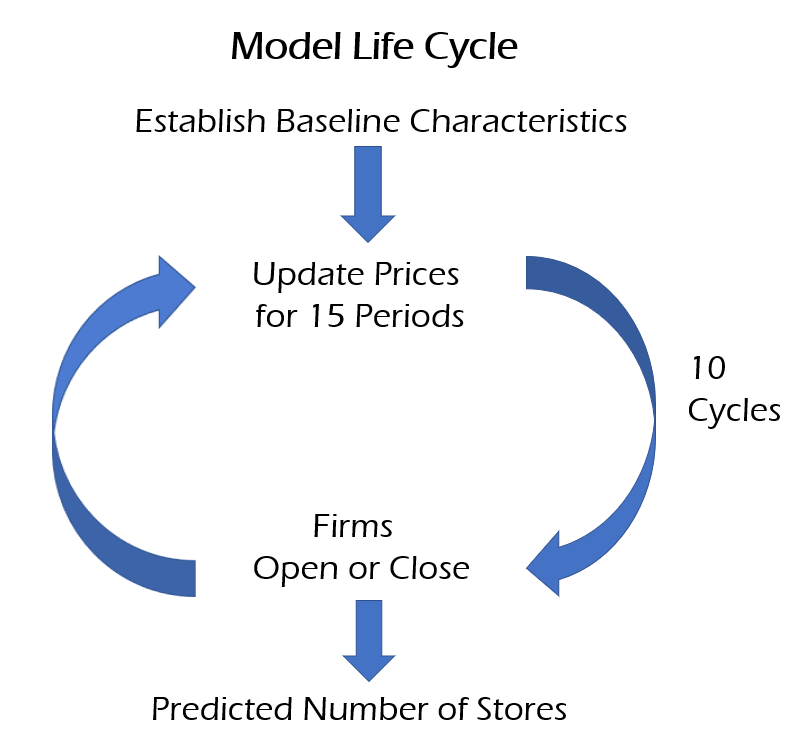 Model Life Cycle
Establish Baseline Characteristics
Update Prices
for 15 Periods
10
Cycles
Firms
Open or Close
Predicted Number of Stores